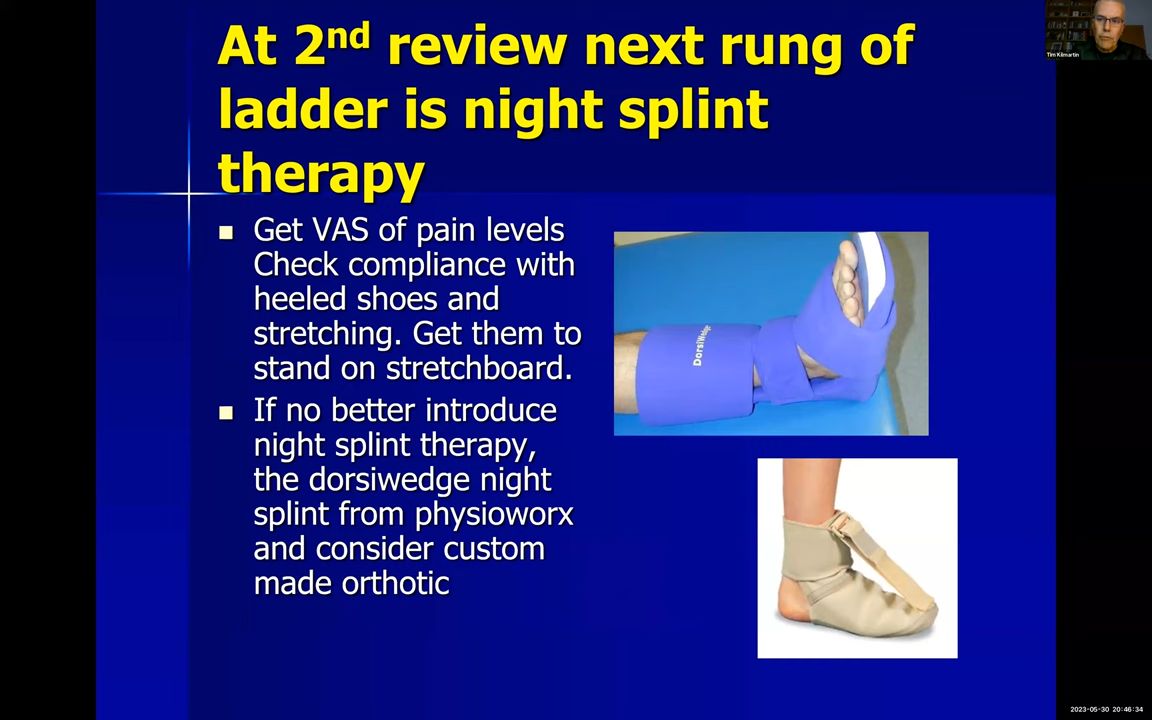 At 2nd review next rung of
ladder is night splint
therapy
Get VAS of pain levels
Check compliance with
heeled shoes and
stretching. Get them to
stand on stretchboard.
If no better introduce
night splint therapy,
the dorsiwedge night
splint from physioworx
and consider custom
made orthotic
DorsiWedge
Tim Kilmartin
2023-05-30 20:46:34